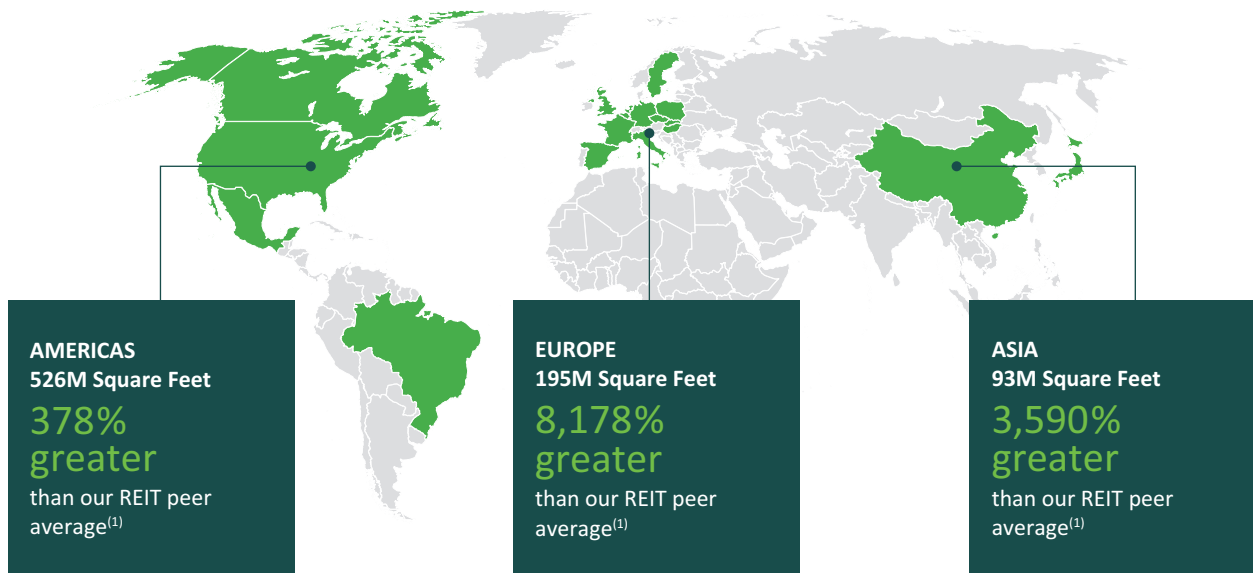 AMERICAS
526M Square Feet
378%
greater
than our REIT peer
average(1)
EUROPE
195M Square Feet
8,178%
greater
than our REIT peer
average(1)
ASIA
93M Square Feet
3,590%
greater
than our REIT peer
average(1)